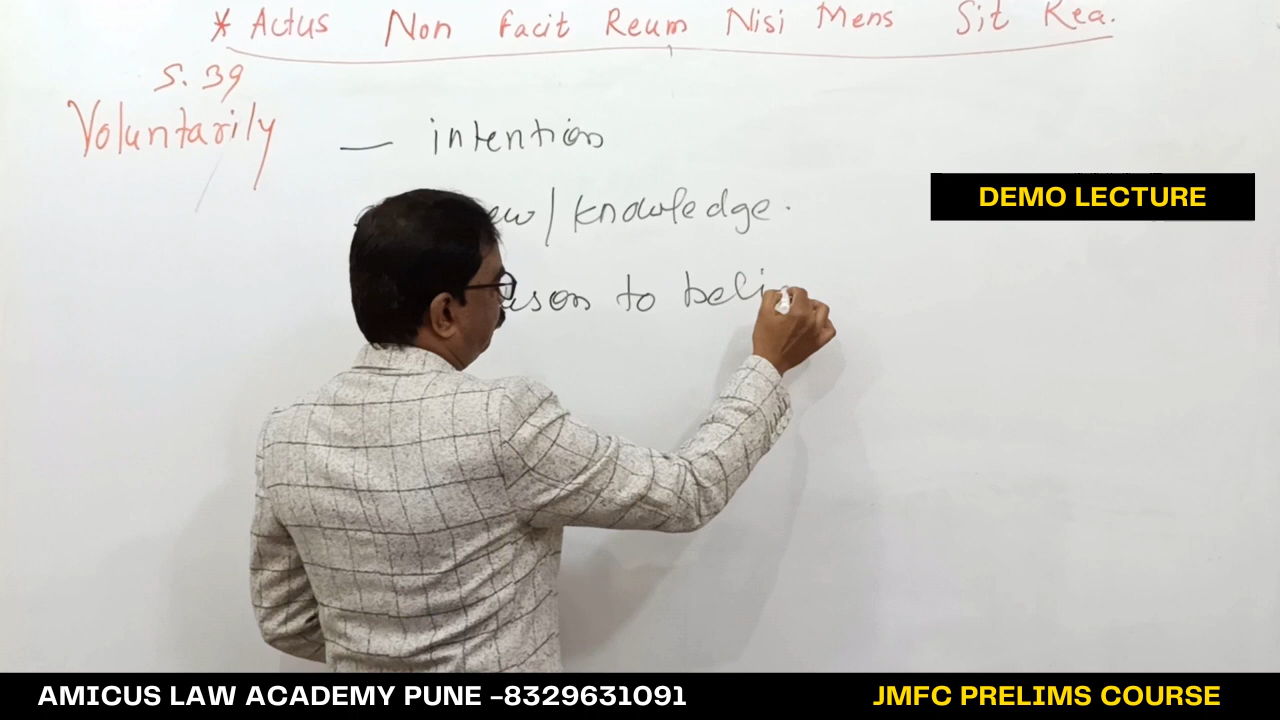 * Actus Non Facit Reum Nisi Mens Sit Rea.
S. 39
Voluntarily — intention
/ knowledge.
to
DEMO LECTURE
AMICUS LAW ACADEMY PUNE -8329631091
JMFC PRELIMS COURSE